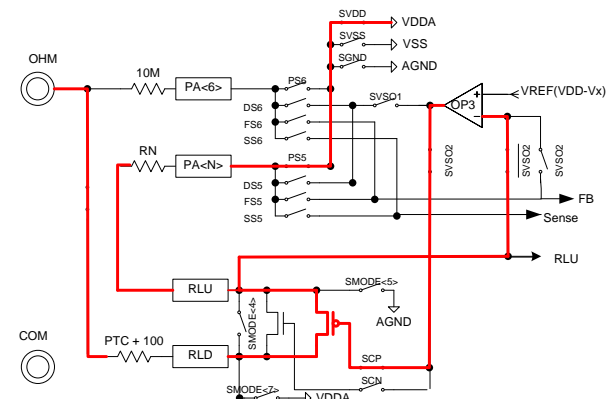 SVDD
VDDA
SVSS
VSS
SGND
AGND
OHM
10M
PA<6>
PS6
DS6
FS6
SS6
SVSO1
OP3
+
−
VREF(VDD-Vx)
RN
PA<N>
PS5
DS5
FS5
SS5
SVSO2
SVSO2
SVSO2
FB
Sense
RLU
RLU
SMODE<5>
AGND
SMODE<4>
COM
PTC + 100
RLD
SCP
SCN
SMODE<7>
VDDA